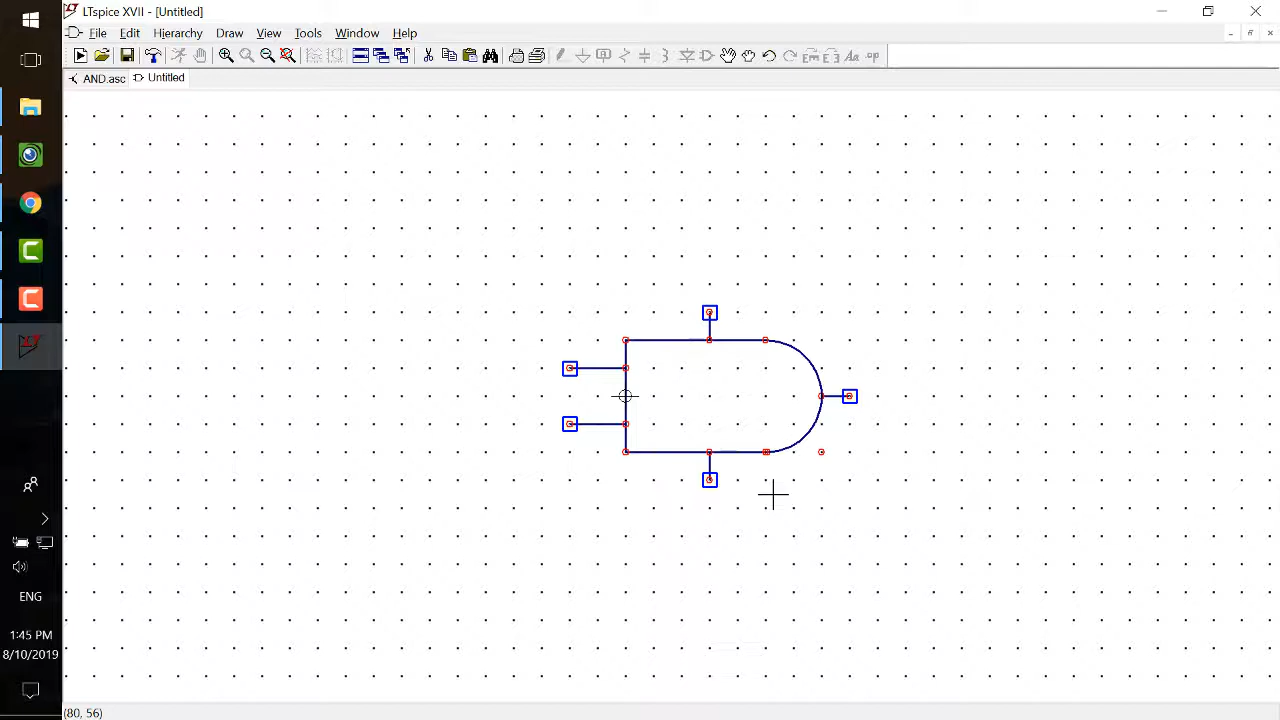 LTspice XVII - [Untitled]
File Edit Hierarchy Draw View Tools Window Help
AND.asc Untitled
ENG
1:45 PM
8/10/2019
(80, 56)